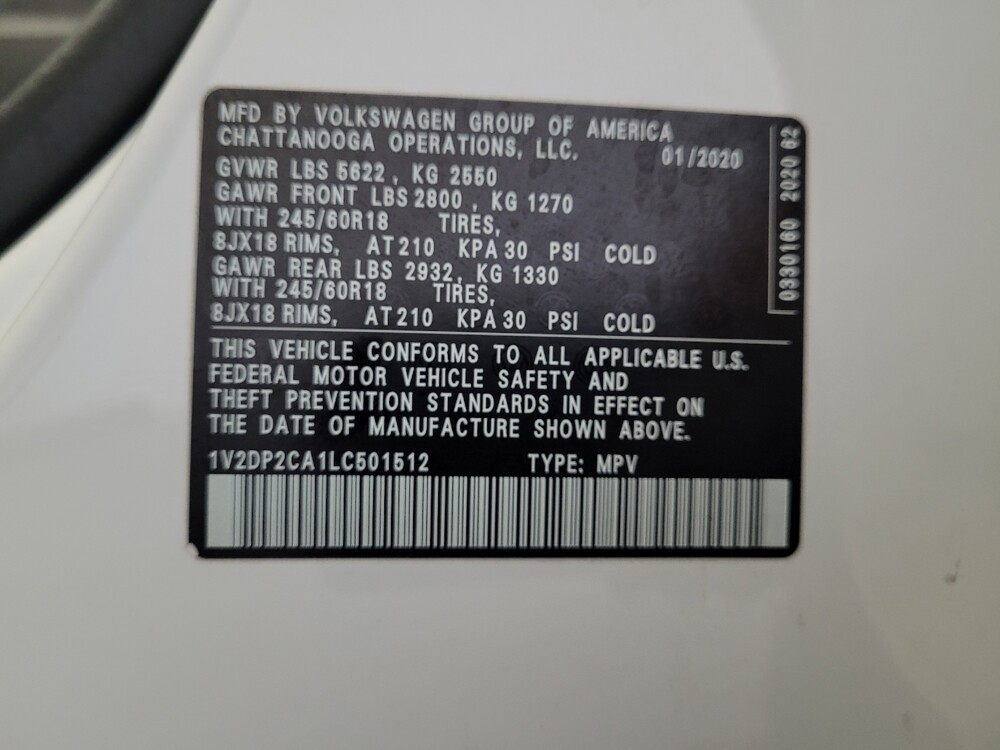 MFD BY VOLKSWAGEN GROUP OF AMERICA
CHATTANOOGA OPERATIONS, LLC. 01/2020
GVWR LBS 5622 , KG 2550
GAWR FRONT LBS 2800 , KG 1270
WITH 245/60R18 TIRES,
8JX18 RIMS, AT 210 KPA 30 PSI COLD
GAWR REAR LBS 2932, KG 1330
WITH 245/60R18 TIRES,
8JX18 RIMS, AT 210 KPA 30 PSI COLD
THIS VEHICLE CONFORMS TO ALL APPLICABLE U.S.
FEDERAL MOTOR VEHICLE SAFETY AND
THEFT PREVENTION STANDARDS IN EFFECT ON
THE DATE OF MANUFACTURE SHOWN ABOVE.
1V2DP2CA1LC501512 TYPE: MPV
0330160 2020 62